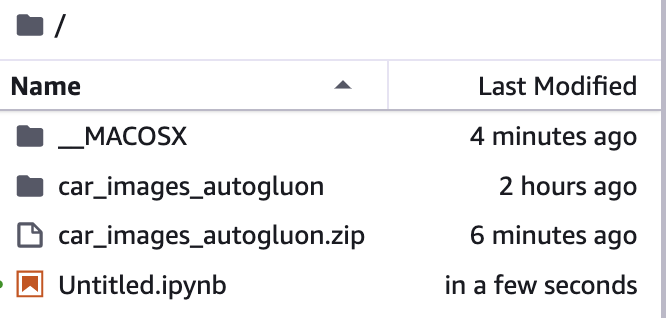 /
Name Last Modified
__MACOSX 4 minutes ago
car_images_autogluon 2 hours ago
car_images_autogluon.zip 6 minutes ago
Untitled.ipynb in a few seconds